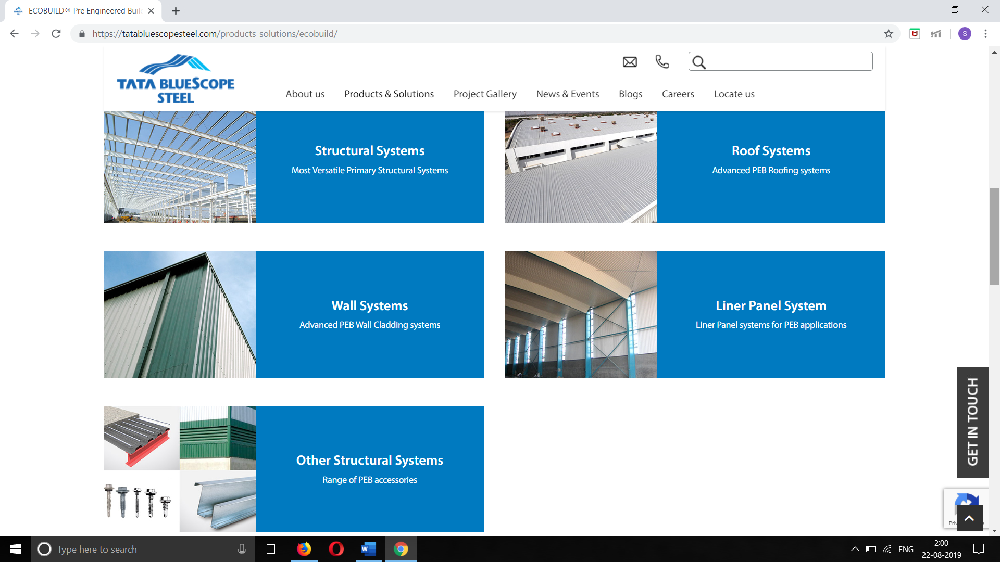 ECOBUILD® Pre Engineered Buil
https://tatabluescopesteel.com/products-solutions/ecobuild/
S
TATA BLUESCOPE
STEEL
About us
Products & Solutions
Project Gallery
News & Events
Blogs
Careers
Locate us
Structural Systems
Most Versatile Primary Structural Systems
Roof Systems
Advanced PEB Roofing systems
Wall Systems
Advanced PEB Wall Cladding systems
Liner Panel System
Liner Panel systems for PEB applications
Other Structural Systems
Range of PEB accessories
GET IN TOUCH
Type here to search
W
ENG
2:00
22-08-2019